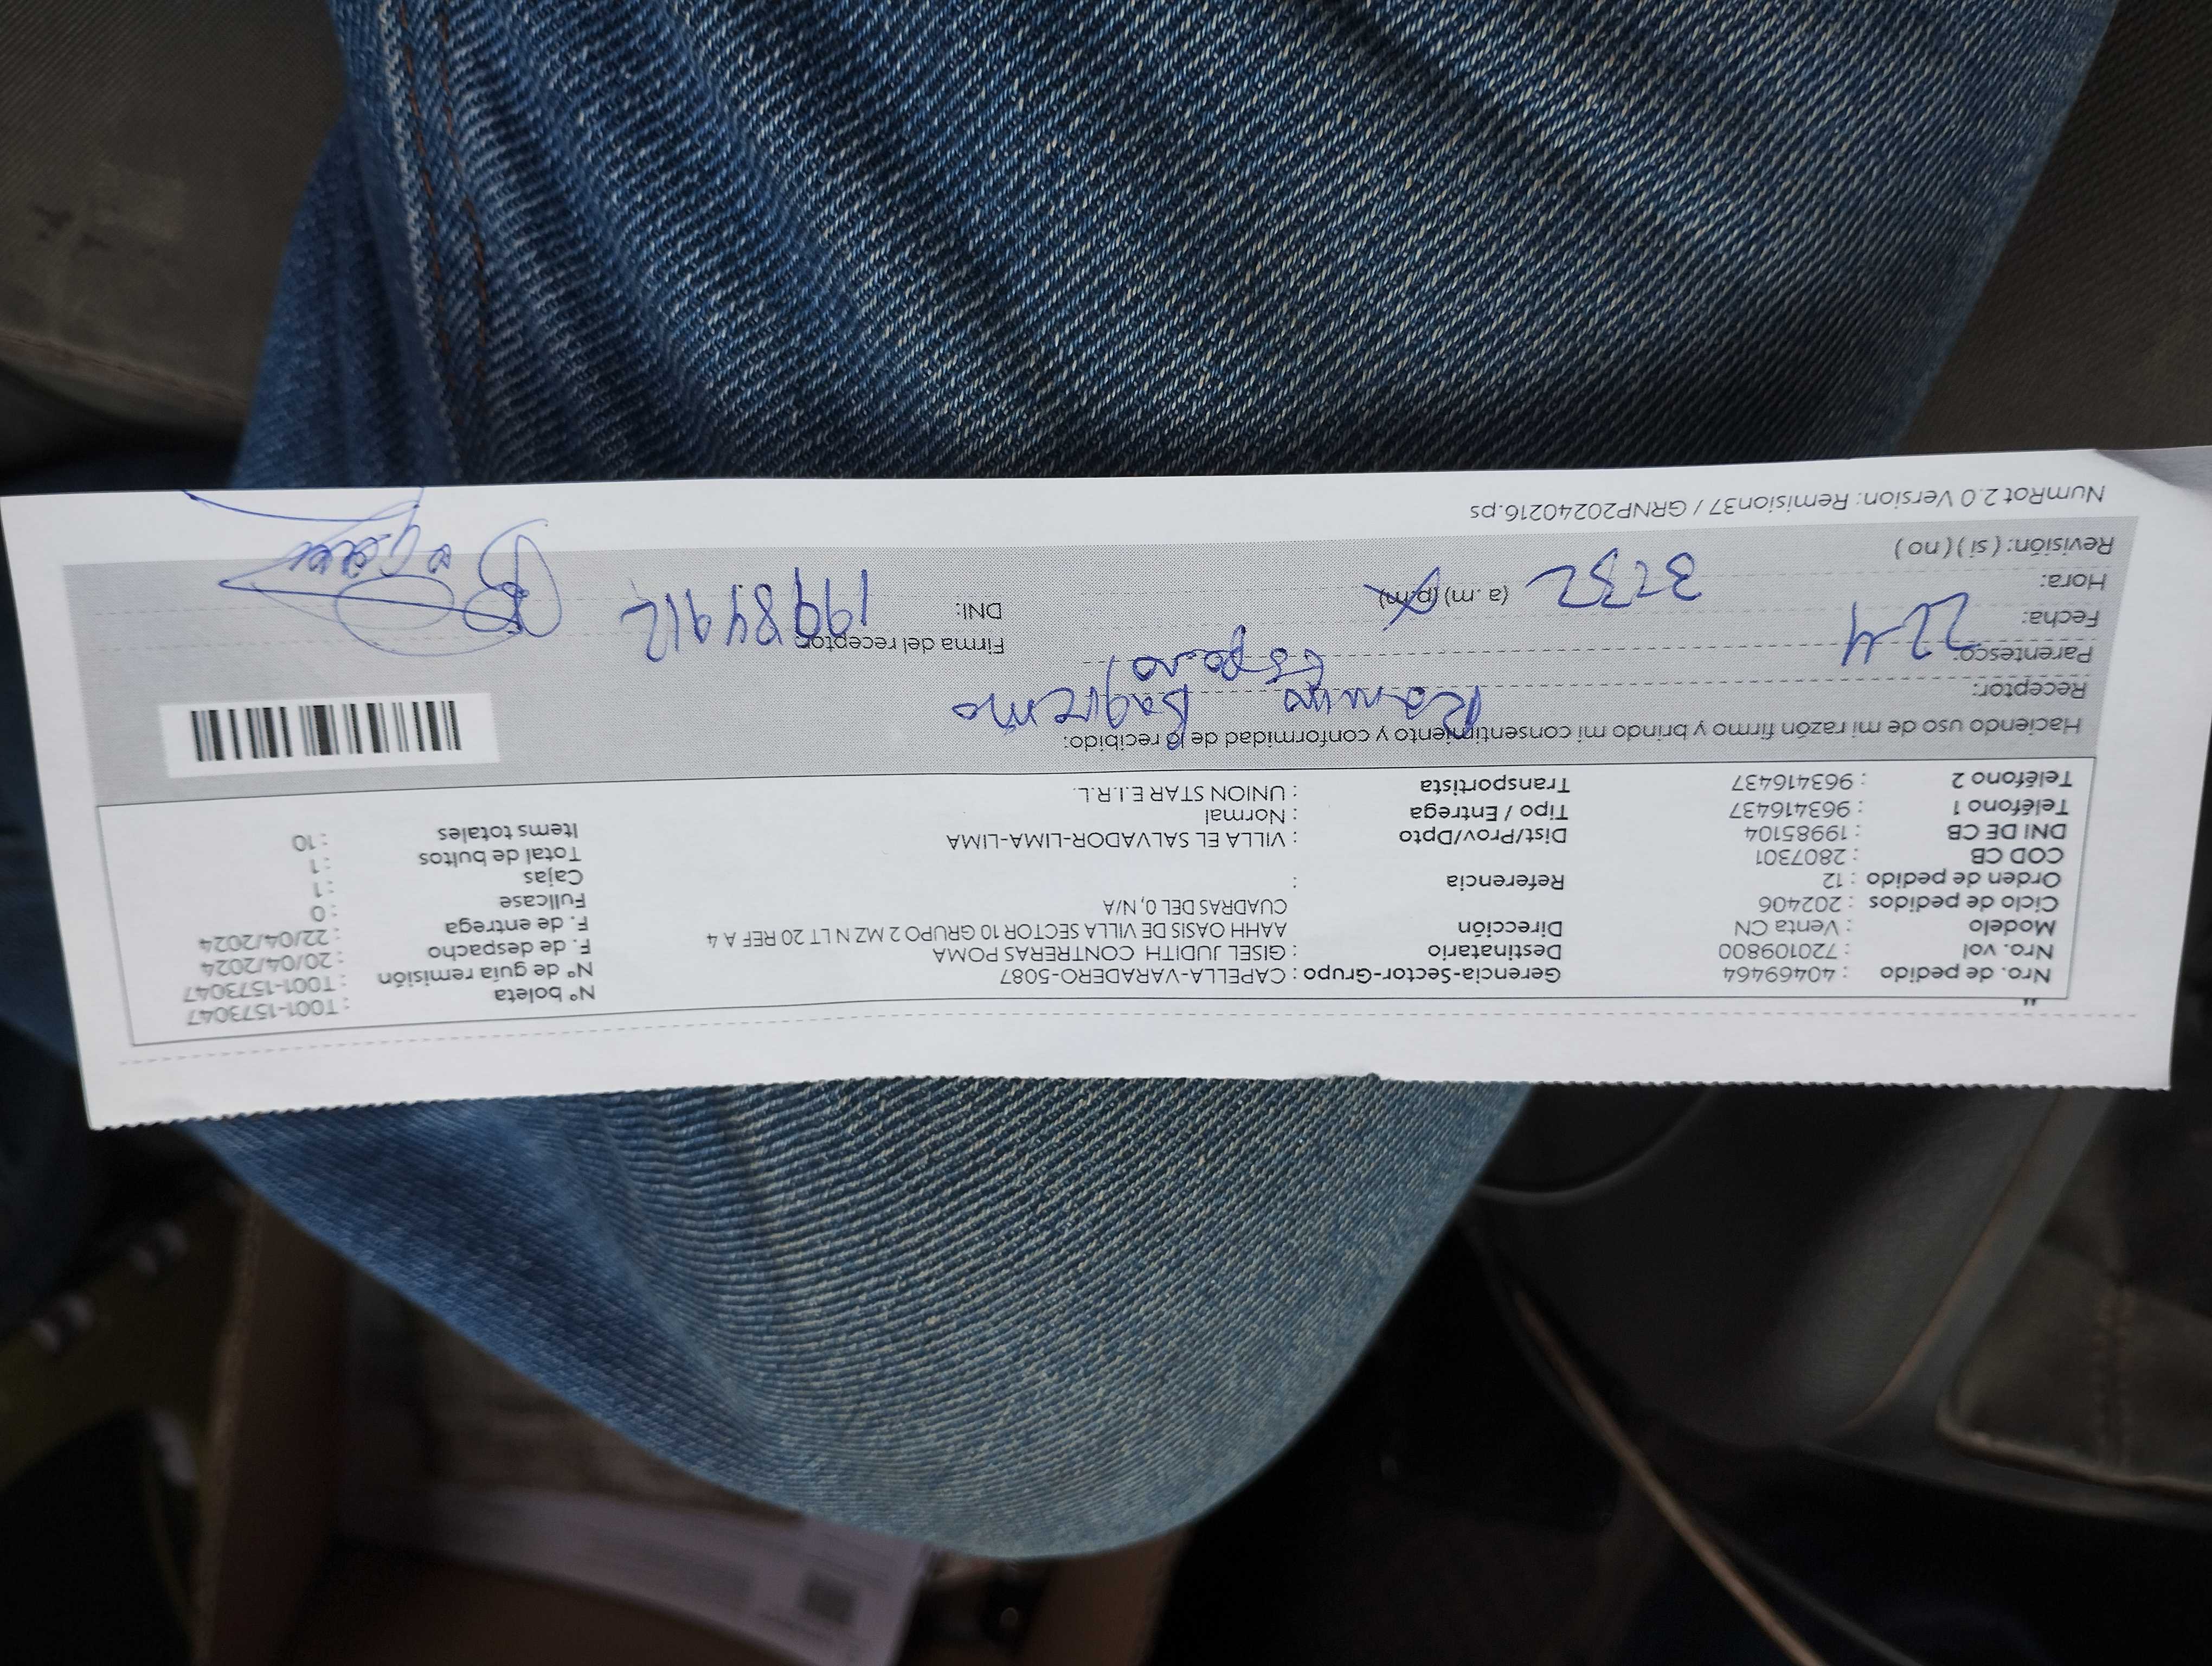 Nro. de pedido : 40469464 Gerencia-Sector-Grupo : CAPELLA-VARADERO-5087 Nº boleta : T001-1573047
Nro. vol : 720109800 Destinatario : GISEL JUDITH CONTRERAS POMA Nº de guía remisión : T001-1573047
Modelo : Venta CN Dirección AAHH OASIS DE VILLA SECTOR 10 GRUPO 2 MZ N LT 20 REF A 4 F. de despacho : 20/04/2024
Ciclo de pedidos : 202406 CUADRAS DEL 0, N/A F. de entrega : 22/04/2024
Orden de pedido : 12 Referencia : Fullcase : 0
COD CB : 2807301 Cajas : 1
DNI DE CB : 19985104 Dist/Prov/Dpto : VILLA EL SALVADOR-LIMA-LIMA Total de bultos : 1
Teléfono 1 : 963416437 Tipo / Entrega : Normal Items totales : 10
Teléfono 2 : 963416437 Transportista : UNION STAR E.I.R.L.
Haciendo uso de mi razón firmo y brindo mi consentimiento y conformidad de lo recibido:
Receptor: Ramiro
Parentesco:
Fecha: 22-4 Firma del receptor
Hora: (a. m) (p.m) DNI: 19984912
Revisión: ( si ) ( no )
NumRot 2.0 Version: Remision37 / GRNP20240216.ps